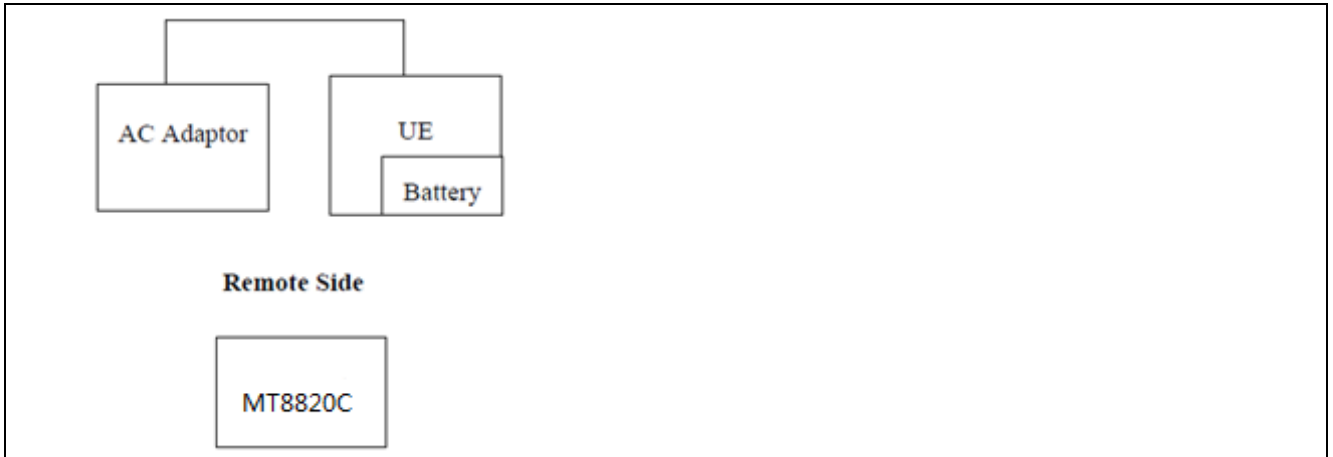 AC Adaptor
UE
Battery
Remote Side
MT8820C